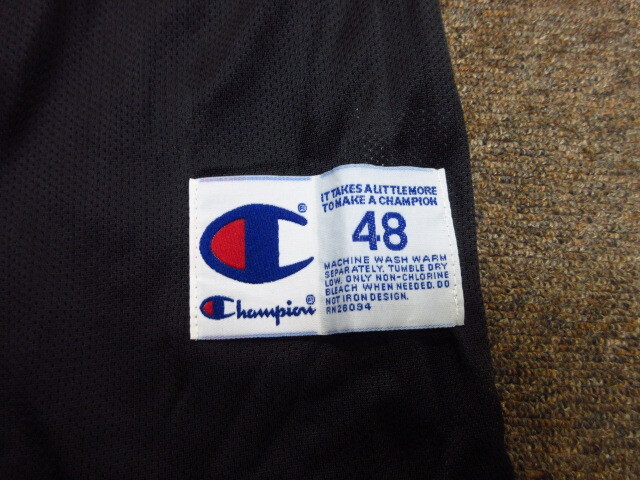 Champion
IT TAKES A LITTLE MORE
TO MAKE A CHAMPION
48
MACHINE WASH WARM
SEPARATELY. TUMBLE DRY
LOW. ONLY NON-CHLORINE
BLEACH WHEN NEEDED. DO
NOT IRON DESIGN.
RN26094